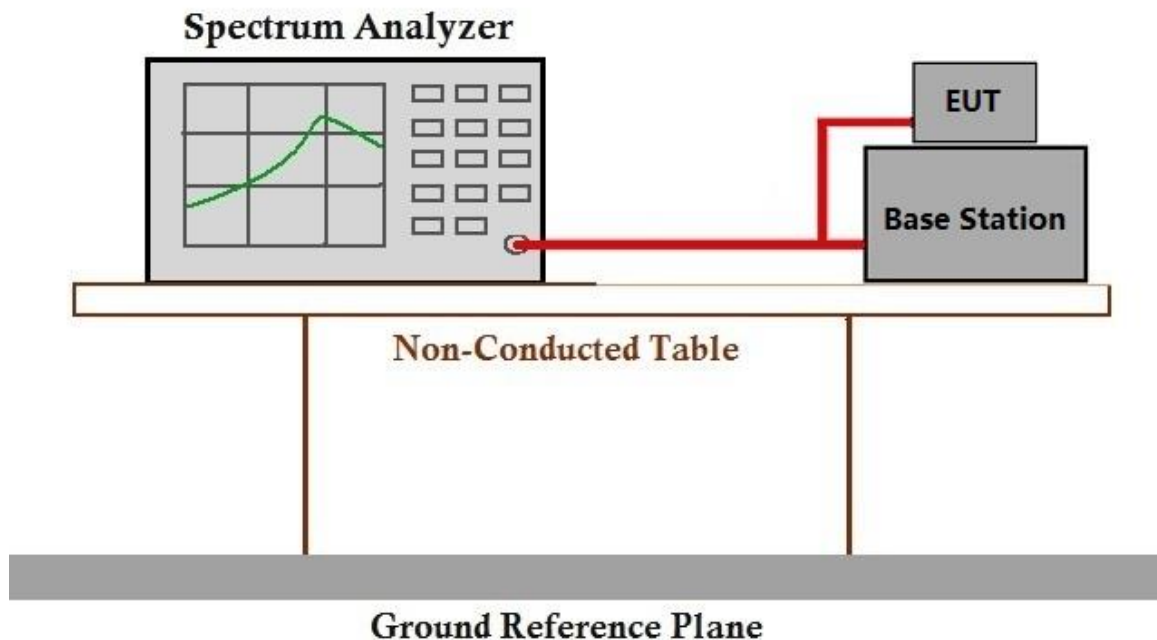 Spectrum Analyzer
EUT
Base Station
Non-Conducted Table
Ground Reference Plane